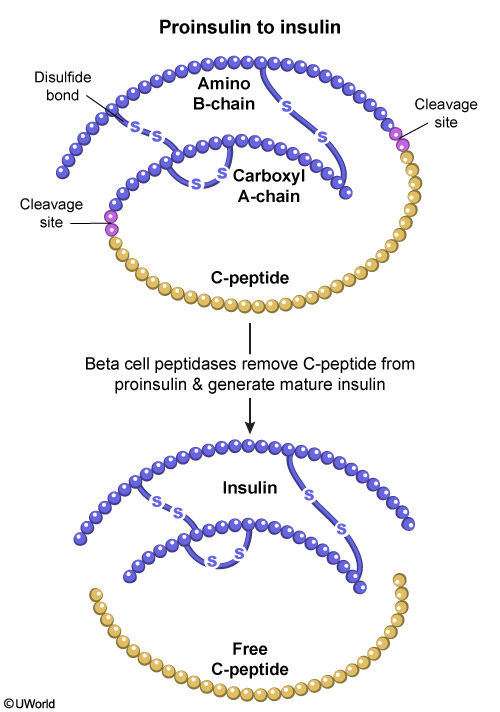 Proinsulin to insulin
Disulfide
bond
Amino
B-chain
S
S
S
S
Cleavage
site
Carboxyl
A-chain
S
S
Cleavage
site
C-peptide
Beta cell peptidases remove C-peptide from
proinsulin & generate mature insulin
Insulin
S
S
S
S
S
S
Free
C-peptide
©UWorld